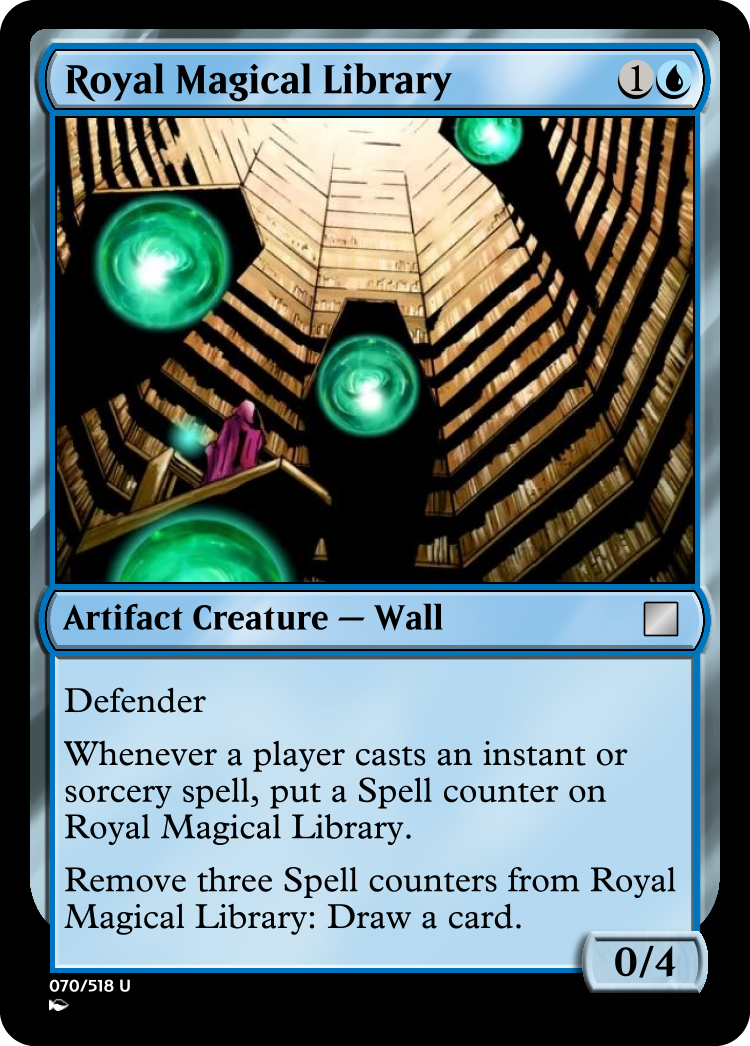 Royal Magical Library 1
Artifact Creature — Wall
Defender
Whenever a player casts an instant or
sorcery spell, put a Spell counter on
Royal Magical Library.
Remove three Spell counters from Royal
Magical Library: Draw a card.
0/4
070/518 U